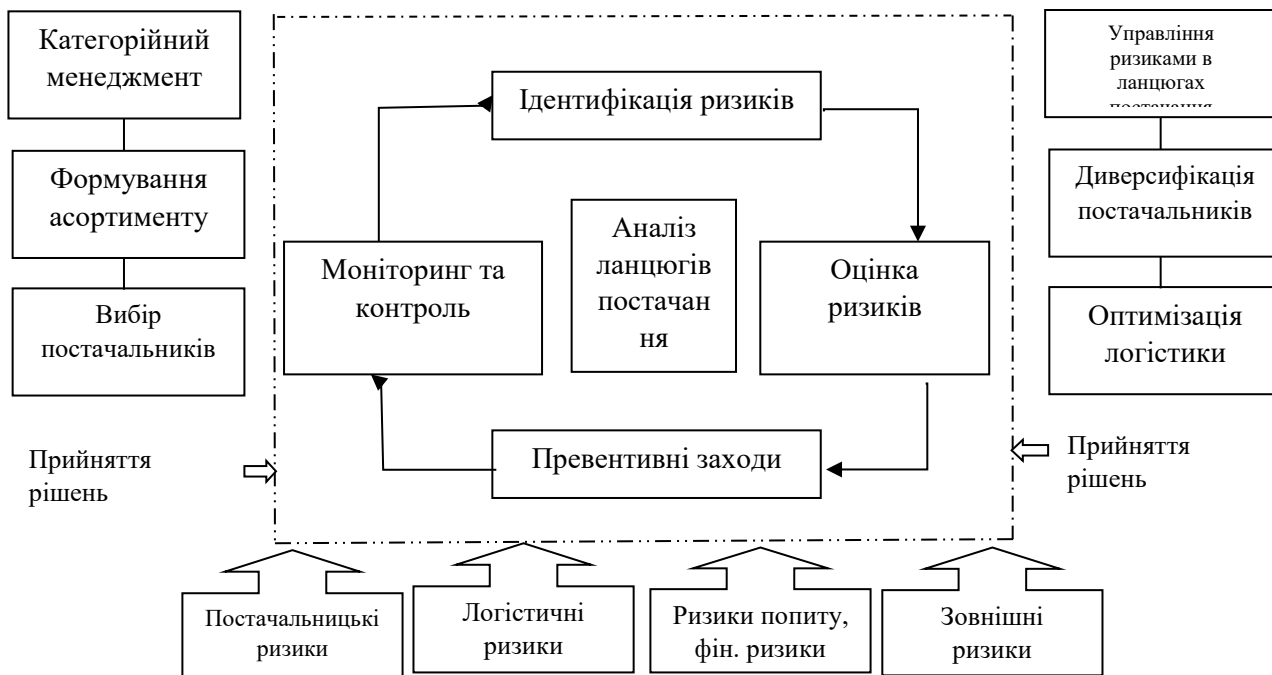 Категорійний
менеджмент
Формування
асортименту
Вибір
постачальників
Прийняття
рішень
Ідентифікація ризиків
Моніторинг та
контроль
Аналіз
ланцюгів
постачан
ня
Оцінка
ризиків
Превентивні заходи
Управління
ризиками в
ланцюгах
постачання
Диверсифікація
постачальників
Оптимізація
логістики
Прийняття
рішень
Постачальницькі
ризики
Логістичні
ризики
Ризики попиту,
фін. ризики
Зовнішні
ризики